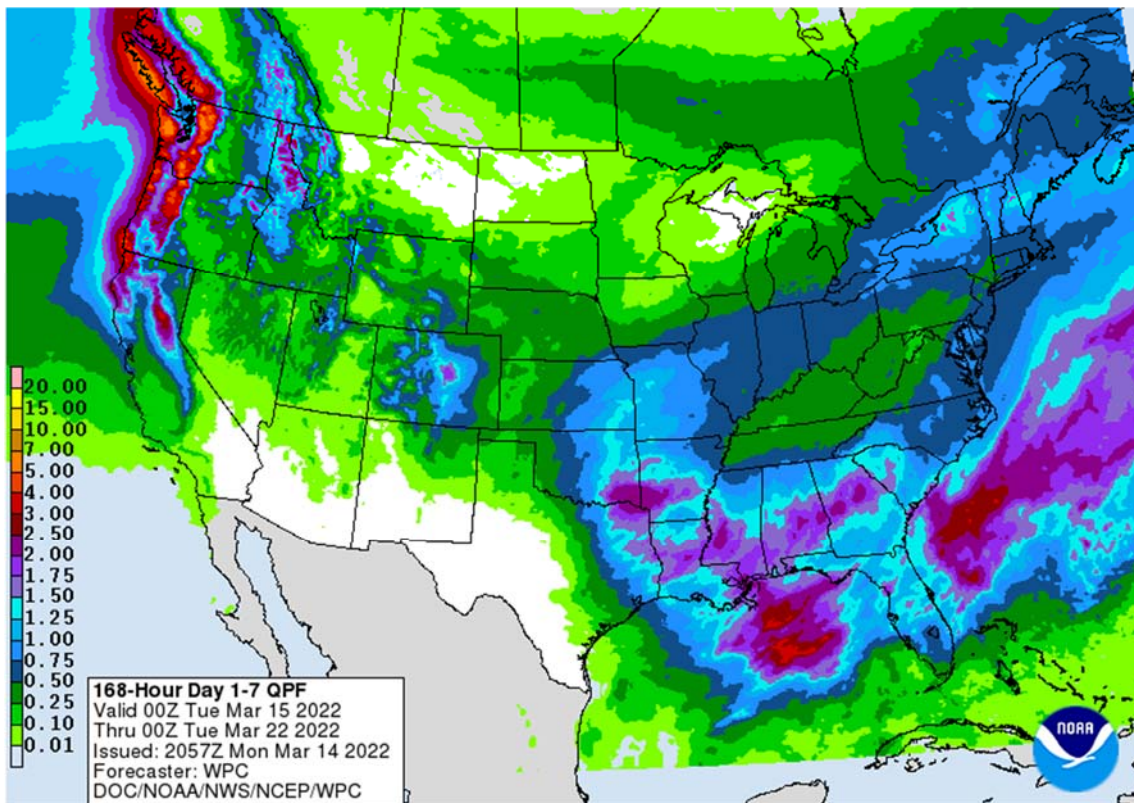 20.00
15.00
10.00
7.00
5.00
4.00
3.00
2.50
2.00
1.75
1.50
1.25
1.00
0.75
0.50
0.25
0.10
0.01
168-Hour Day 1-7 QPF
Valid 00Z Tue Mar 15 2022
Thru 00Z Tue Mar 22 2022
Issued: 2057Z Mon Mar 14 2022
Forecaster: WPC
DOC/NOAA/NWS/NCEP/WPC
NOAA